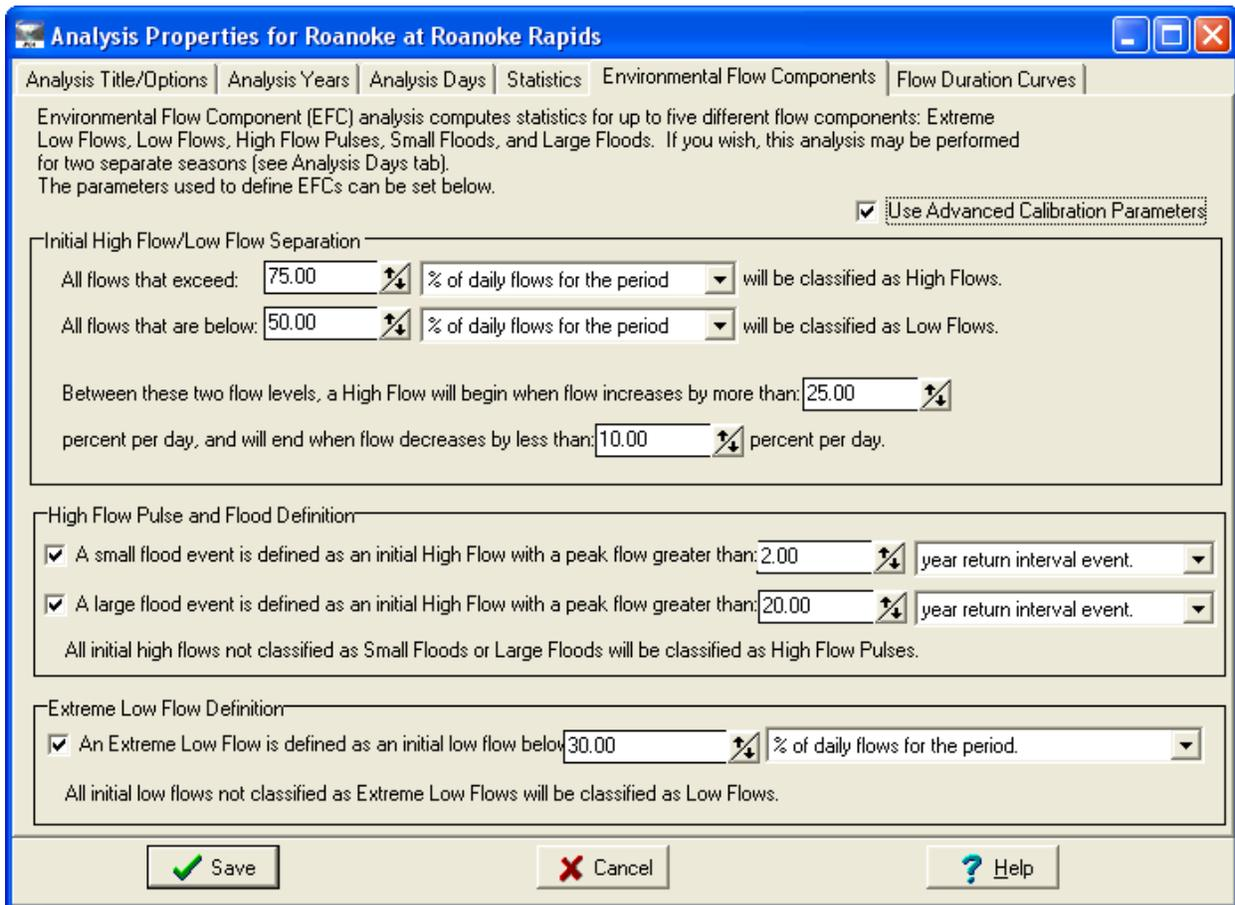 Analysis Properties for Roanoke at Roanoke Rapids
Analysis Title/Options Analysis Years Analysis Days Statistics Environmental Flow Components Flow Duration Curves
Environmental Flow Component (EFC) analysis computes statistics for up to five different flow components: Extreme
Low Flows, Low Flows, High Flow Pulses, Small Floods, and Large Floods. If you wish, this analysis may be performed
for two separate seasons (see Analysis Days tab).
The parameters used to define EFCs can be set below.
Use Advanced Calibration Parameters
Initial High Flow/Low Flow Separation
All flows that exceed: 75.00 % of daily flows for the period will be classified as High Flows.
All flows that are below: 50.00 % of daily flows for the period will be classified as Low Flows.
Between these two flow levels, a High Flow will begin when flow increases by more than: 25.00
percent per day, and will end when flow decreases by less than: 10.00 percent per day.
High Flow Pulse and Flood Definition
A small flood event is defined as an initial High Flow with a peak flow greater than: 2.00 year return interval event.
A large flood event is defined as an initial High Flow with a peak flow greater than: 20.00 year return interval event.
All initial high flows not classified as Small Floods or Large Floods will be classified as High Flow Pulses.
Extreme Low Flow Definition
An Extreme Low Flow is defined as an initial low flow below 30.00 % of daily flows for the period.
All initial low flows not classified as Extreme Low Flows will be classified as Low Flows.
Save Cancel Help